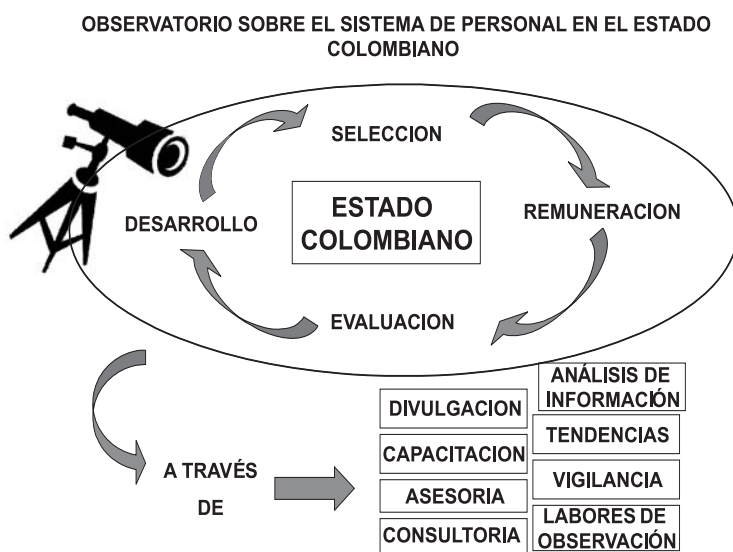 OBSERVATORIO SOBRE EL SISTEMA DE PERSONAL EN EL ESTADO
COLOMBIANO
SELECCION
DESARROLLO
ESTADO
COLOMBIANO
REMUNERACION
EVALUACION
A TRAVÉS
DE
DIVULGACION
CAPACITACION
ASESORIA
CONSULTORIA
ANÁLISIS DE
INFORMACIÓN
TENDENCIAS
VIGILANCIA
LABORES DE
OBSERVACIÓN